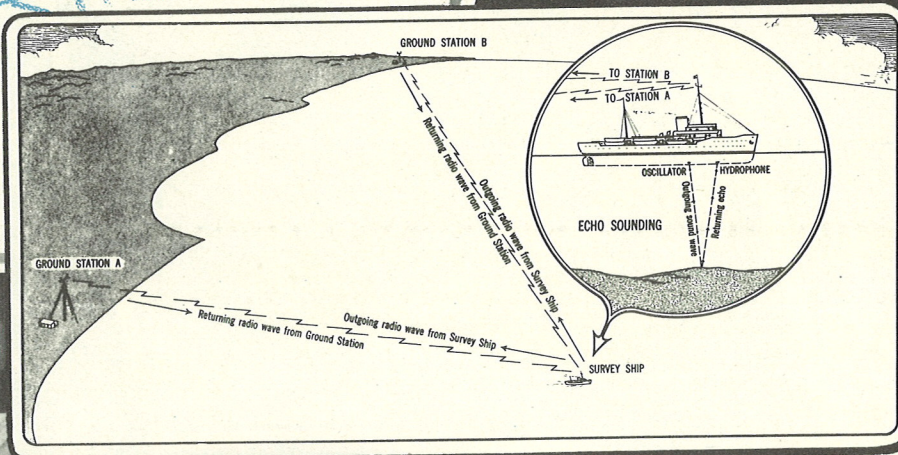 GROUND STATION B
TO STATION B
TO STATION A
OSCILLATOR
HYDROPHONE
Outgoing sound wave
Returning echo
ECHO SOUNDING
Returning radio wave from Ground Station
Outgoing radio wave from Survey Ship
GROUND STATION A
Returning radio wave from Ground Station
Outgoing radio wave from Survey Ship
SURVEY SHIP